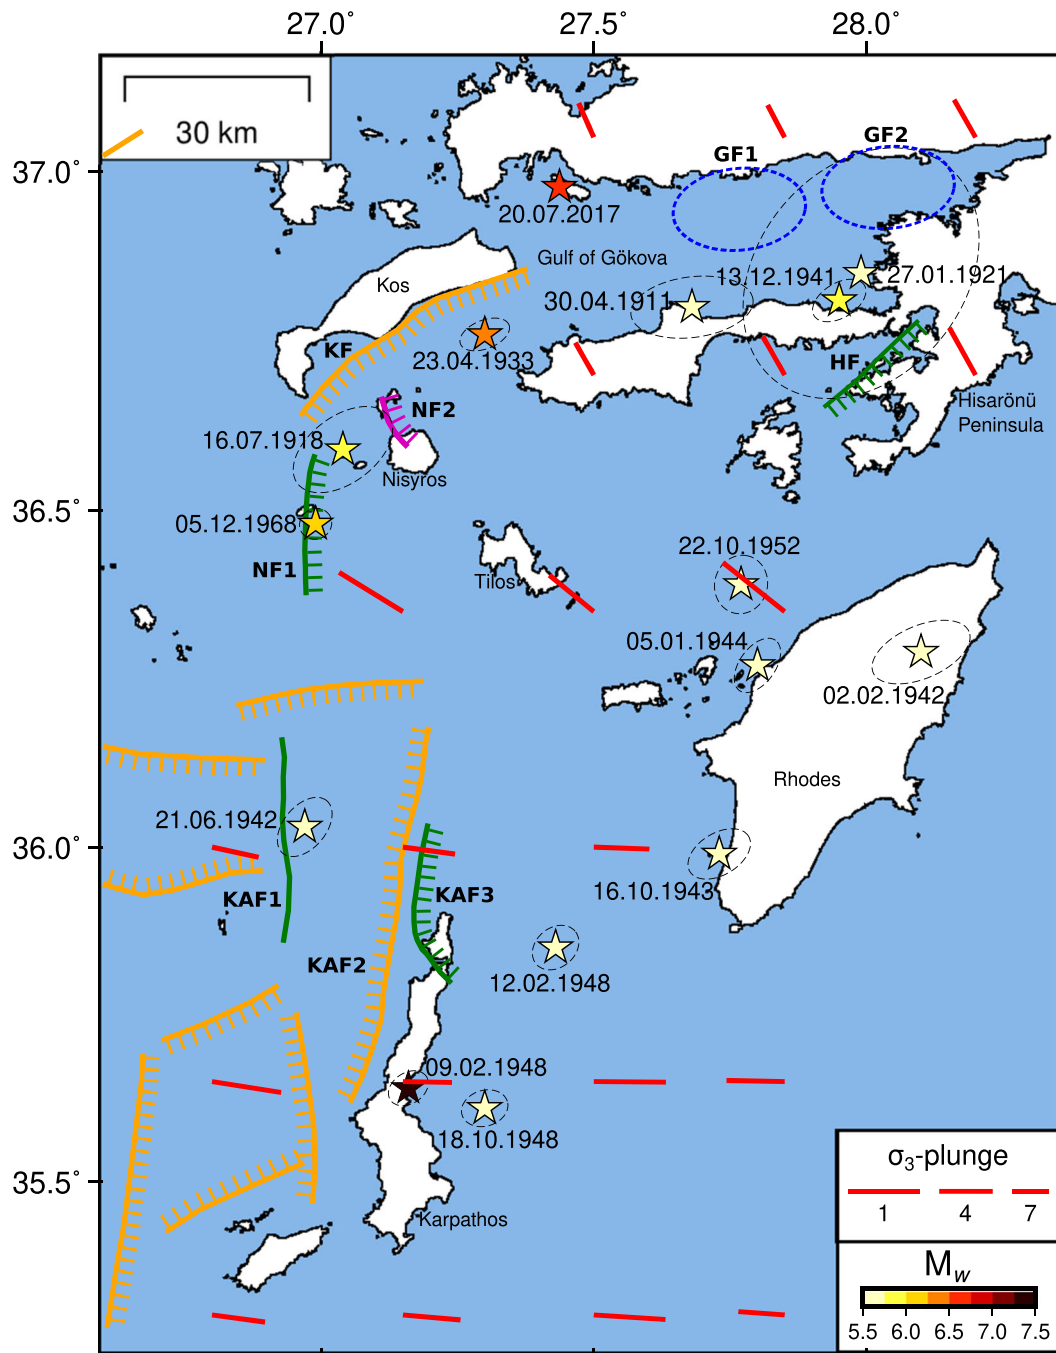 27.0° 27.5° 28.0°
30 km
37.0°
36.5°
36.0°
35.5°
GF2
GF1
20.07.2017
Gulf of Gökova
Kos
13.12.1941
27.01.1921
30.04.1911
KF
23.04.1933
HF
Hisarönü
Peninsula
NF2
16.07.1918
Nisyros
05.12.1968
22.10.1952
NF1
Tilos
05.01.1944
02.02.1942
Rhodes
21.06.1942
KAF1
KAF3
16.10.1943
KAF2
12.02.1948
09.02.1948
18.10.1948
Karpathos
σ3-plunge
1 4 7
Mw
5.5 6.0 6.5 7.0 7.5